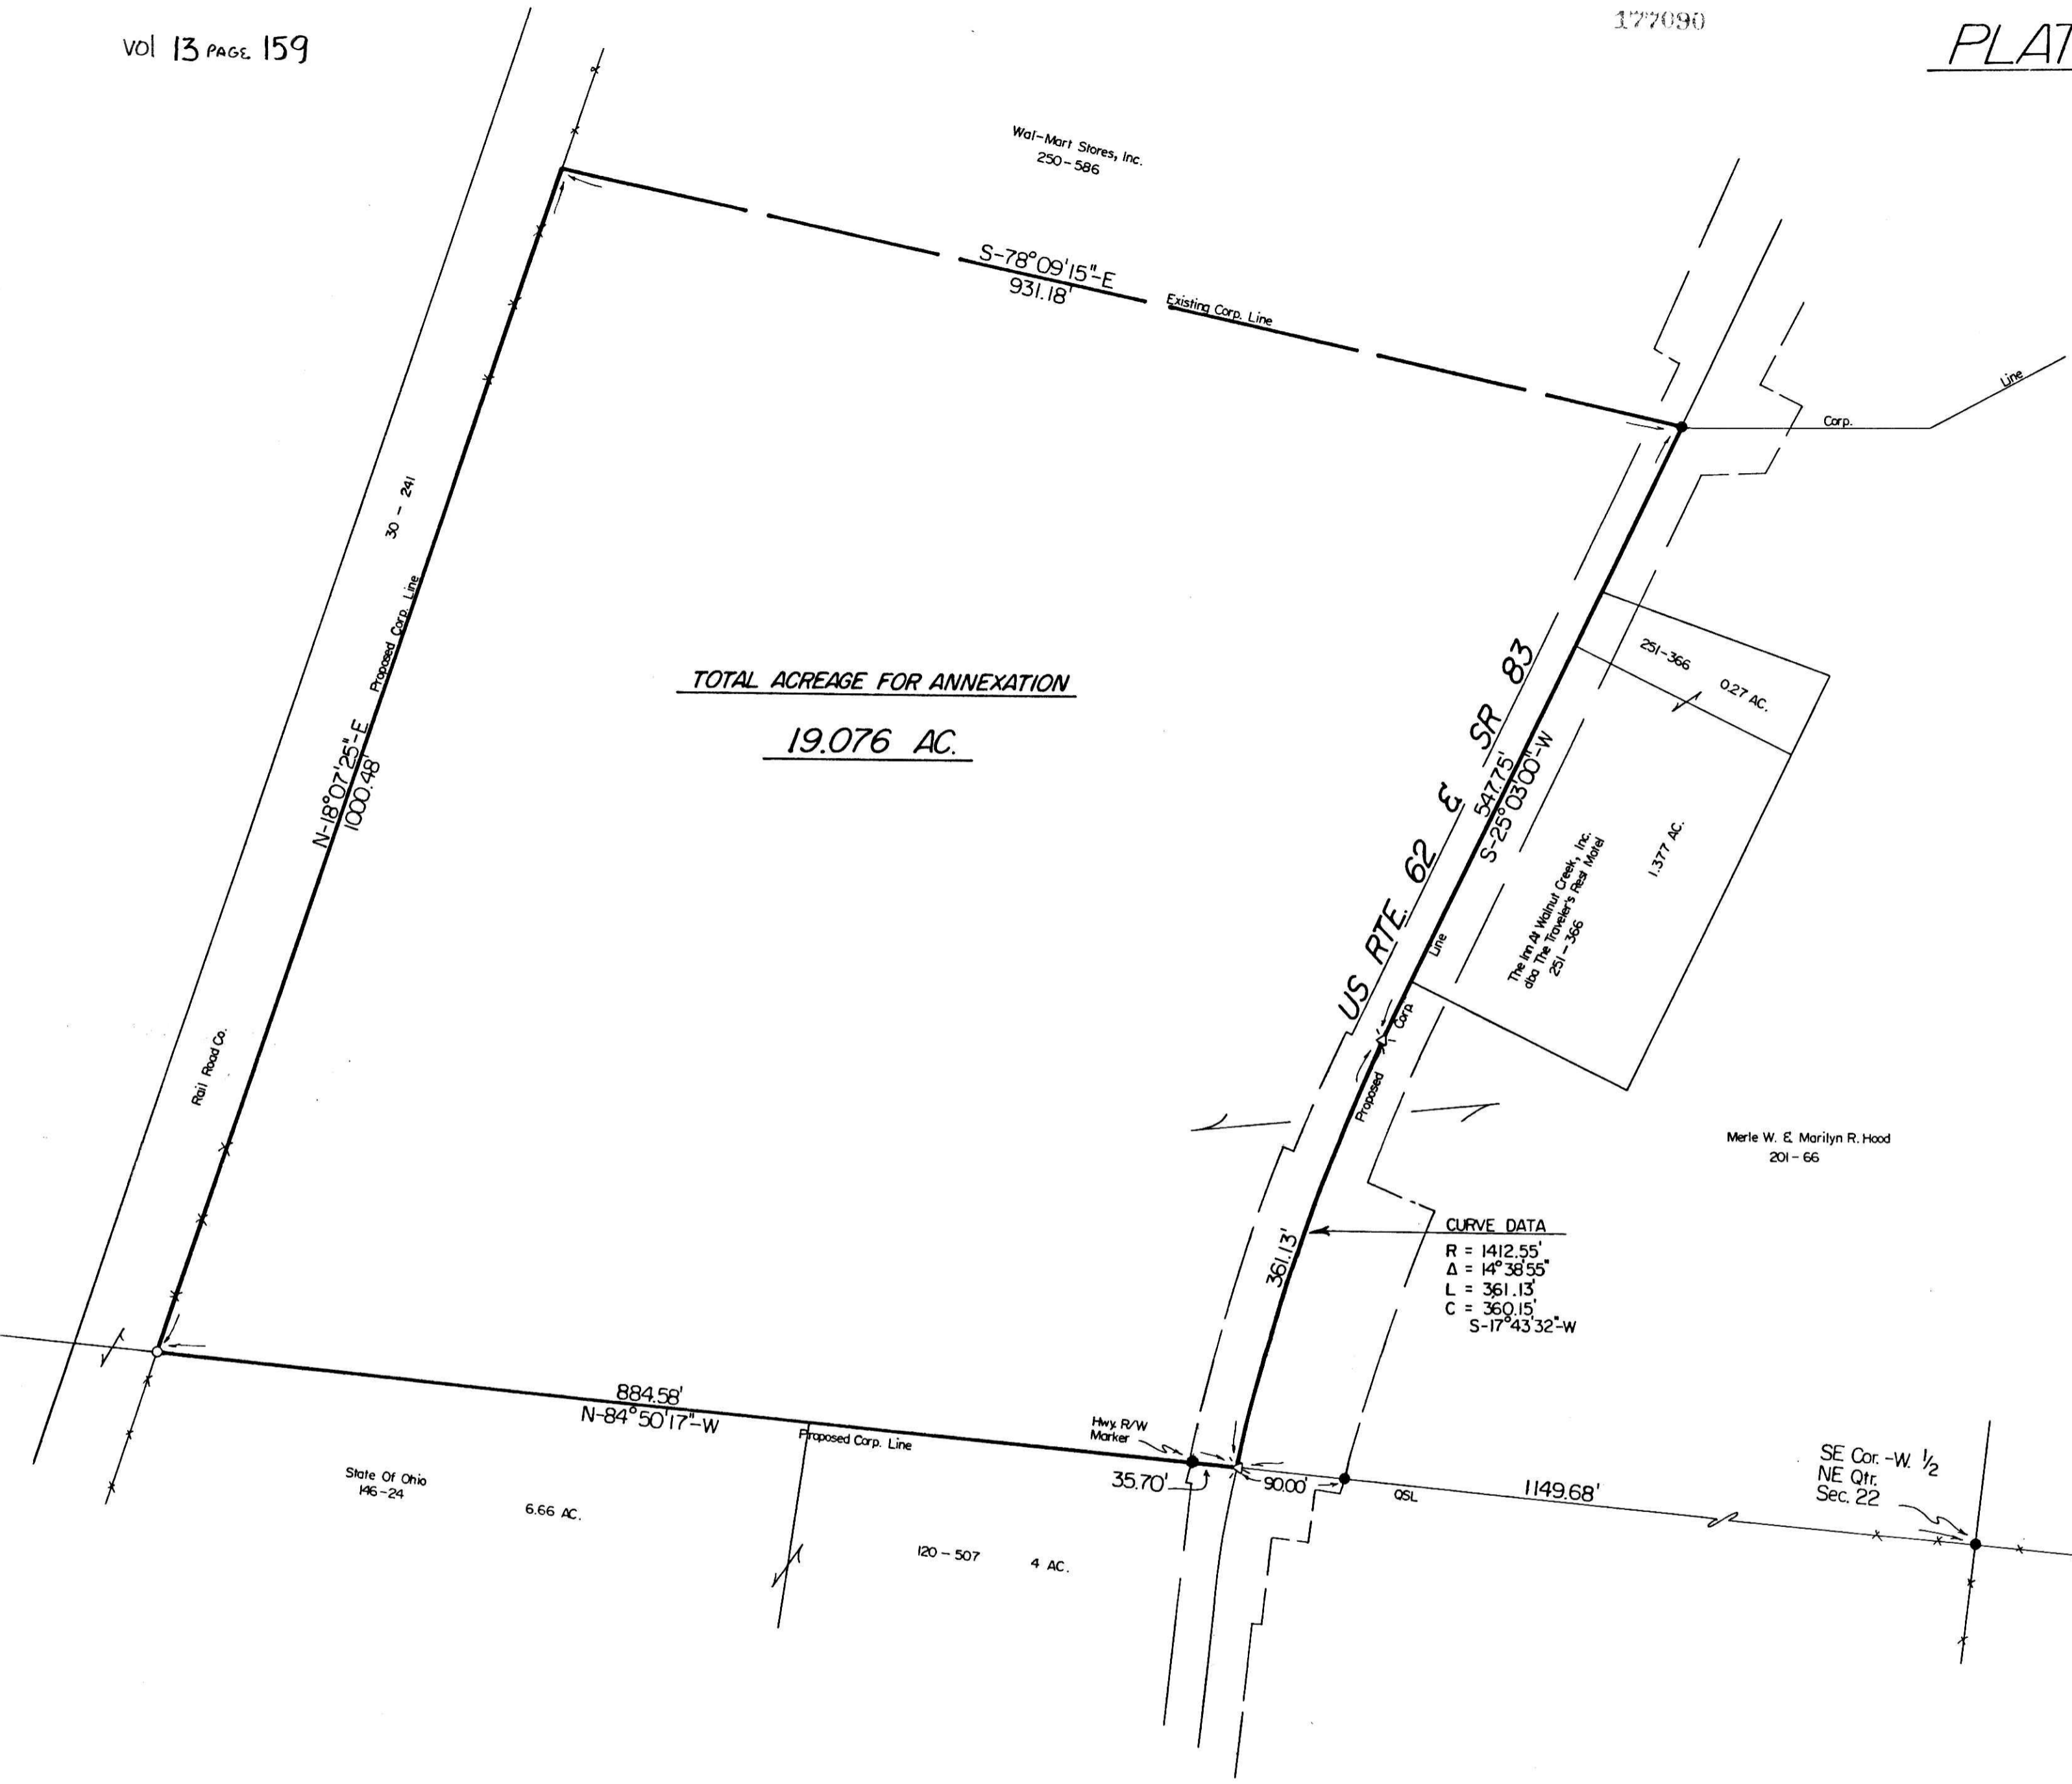 vol 13 PAGE 159
177090
PLAT
Wal-Mart Stores, Inc.
250-586
S-78°09'15"-E
931.18'
Existing Corp. Line
Corp.
Line
30 - 241
Proposed Corp. Line
N-18°07'25"-E
1000.48'
Rail Road Co.
TOTAL ACREAGE FOR ANNEXATION
19.076 AC.
US RTE. 62 & SR 83
547.75'
S-25°03'00"-W
251-366
0.27 AC.
The Inn At Walnut Creek, Inc.
dba The Traveler's Rest Motel
251-366
1.377 AC.
Proposed Corp. Line
Merle W. & Marilyn R. Hood
201-66
361.13'
CURVE DATA
R = 1412.55'
Δ = 14°38'55"
L = 361.13'
C = 360.15'
S-17°43'32"-W
884.58'
N-84°50'17"-W
Proposed Corp. Line
Hwy. R/W
Marker
35.70'
90.00'
QSL
1149.68'
SE Cor. -W. 1/2
NE Qtr.
Sec. 22
State Of Ohio
146-24
6.66 AC.
120-507
4 AC.